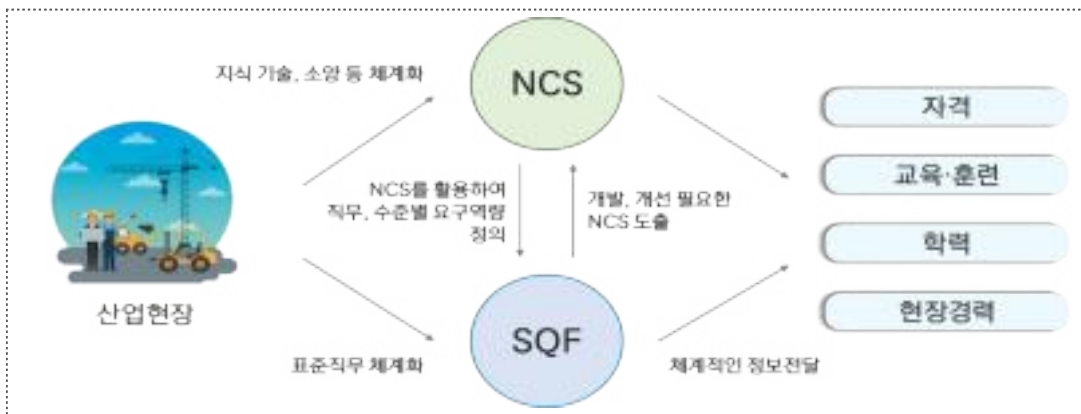 지식 기술, 소양 등 체계화
NCS
자격
교육·훈련
NCS를 활용하여
직무, 수준별 요구역량
정의
개발, 개선 필요한
NCS 도출
학력
산업현장
현장경력
SQF
표준직무 체계화
체계적인 정보전달